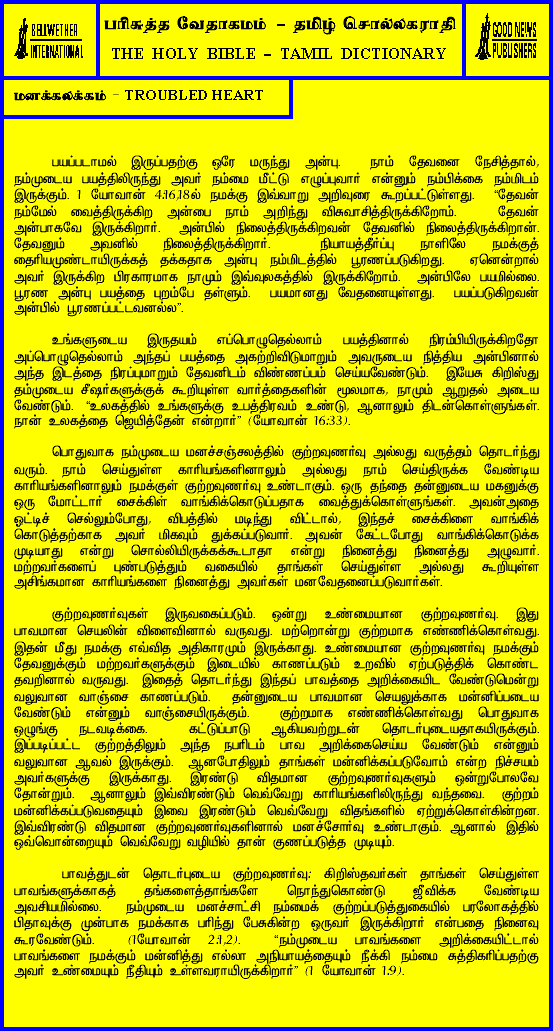 BELLWETHER
INTERNATIONAL
பரிசுத்த வேதாகமம் – தமிழ் சொல்லகராதி
THE HOLY BIBLE – TAMIL DICTIONARY
GOOD NEWS
PUBLISHERS
மனக்கலக்கம் – TROUBLED HEART
பயப்படாமல் இருப்பதற்கு ஒரே மருந்து அன்பு. நாம் தேவனை நேசித்தால்,
நம்முடைய பயத்திலிருந்து அவர் நம்மை மீட்டு எழுப்புவார் என்னும் நம்பிக்கை நம்மிடம்
இருக்கும். 1 யோவான் 4:16,18ல் நமக்கு இவ்வாறு அறிவுரை கூறப்பட்டுள்ளது. “தேவன்
நம்மேல் வைத்திருக்கிற அன்பை நாம் அறிந்து விசுவாசித்திருக்கிறோம். தேவன்
அன்பாகவே இருக்கிறார். அன்பில் நிலைத்திருக்கிறவன் தேவனில் நிலைத்திருக்கிறான்.
தேவனும் அவனில் நிலைத்திருக்கிறார். நியாயத்தீர்ப்பு நாளிலே நமக்குத்
தைரியமுண்டாயிருக்கத் தக்கதாக அன்பு நம்மிடத்தில் பூரணப்படுகிறது. ஏனென்றால்
அவர் இருக்கிற பிரகாரமாக நாமும் இவ்வுலகத்தில் இருக்கிறோம். அன்பிலே பயமில்லை.
பூரண அன்பு பயத்தை புறம்பே தள்ளும். பயமானது வேதனையுள்ளது. பயப்படுகிறவன்
அன்பில் பூரணப்பட்டவனல்ல”.
உங்களுடைய இருதயம் எப்பொழுதெல்லாம் பயத்தினால் நிரம்பியிருக்கிறதோ
அப்பொழுதெல்லாம் அந்தப் பயத்தை அகற்றிவிடுமாறும் அவருடைய நித்திய அன்பினால்
அந்த இடத்தை நிரப்புமாறும் தேவனிடம் விண்ணப்பம் செய்யவேண்டும். இயேசு கிறிஸ்து
தம்முடைய சீஷர்களுக்குக் கூறியுள்ள வார்த்தைகளின் மூலமாக, நாமும் ஆறுதல் அடைய
வேண்டும். “உலகத்தில் உங்களுக்கு உபத்திரவம் உண்டு, ஆனாலும் திடன்கொள்ளுங்கள்.
நான் உலகத்தை ஜெயித்தேன் என்றார்” (யோவான் 16:33).
பொதுவாக நம்முடைய மனச்சஞ்சலத்தில் குற்றவுணர்வு அல்லது வருத்தம் தொடர்ந்து
வரும். நாம் செய்துள்ள காரியங்களினாலும் அல்லது நாம் செய்திருக்க வேண்டிய
காரியங்களினாலும் நமக்குள் குற்றவுணர்வு உண்டாகும். ஒரு தந்தை தன்னுடைய மகனுக்கு
ஒரு மோட்டார் சைக்கிள் வாங்கிக்கொடுப்பதாக வைத்துக்கொள்ளுங்கள். அவன்அதை
ஓட்டிச் செல்லும்போது, விபத்தில் மடிந்து விட்டால், இந்தச் சைக்கிளை வாங்கிக்
கொடுத்தற்காக அவர் மிகவும் துக்கப்படுவார். அவன் கேட்டபோது வாங்கிக்கொடுக்க
முடியாது என்று சொல்லியிருக்கக்கூடாதா என்று நினைத்து நினைத்து அழுவார்.
மற்றவர்களைப் புண்படுத்தும் வகையில் தாங்கள் செய்துள்ள அல்லது கூறியுள்ள
அசிங்கமான காரியங்களை நினைத்து அவர்கள் மனவேதனைப்படுவார்கள்.
குற்றவுணர்வுகள் இருவகைப்படும். ஒன்று உண்மையான குற்றவுணர்வு. இது
பாவமான செயலின் விளைவினால் வருவது. மற்றொன்று குற்றமாக எண்ணிக்கொள்வது.
இதன் மீது நமக்கு எவ்வித அதிகாரமும் இருக்காது. உண்மையான குற்றவுணர்வு நமக்கும்
தேவனுக்கும் மற்றவர்களுக்கும் இடையில் காணப்படும் உறவில் ஏற்படுத்திக் கொண்ட
தவறினால் வருவது. இதைத் தொடர்ந்து இந்தப் பாவத்தை அறிக்கையிட வேண்டுமென்று
வலுவான வாஞ்சை காணப்படும். தன்னுடைய பாவமான செயலுக்காக மன்னிப்படைய
வேண்டும் என்னும் வாஞ்சையிருக்கும். குற்றமாக எண்ணிக்கொள்வது பொதுவாக
ஒழுங்கு நடவடிக்கை. கட்டுப்பாடு ஆகியவற்றுடன் தொடர்புடையதாகயிருக்கும்.
இப்படிப்பட்ட குற்றத்திலும் அந்த நபரிடம் பாவ அறிக்கைசெய்ய வேண்டும் என்னும்
வலுவான ஆவல் இருக்கும். ஆனபோதிலும் தாங்கள் மன்னிக்கப்படுவோம் என்ற நிச்சயம்
அவர்களுக்கு இருக்காது. இரண்டு விதமான குற்றவுணர்வுகளும் ஒன்றுபோலவே
தோன்றும். ஆனாலும் இவ்விரண்டும் வெவ்வேறு காரியங்களிலிருந்து வந்தவை. குற்றம்
மன்னிக்கப்படுவதையும் இவை இரண்டும் வெவ்வேறு விதங்களில் ஏற்றுக்கொள்கின்றன.
இவ்விரண்டு விதமான குற்றவுணர்வுகளினால் மனச்சோர்வு உண்டாகும். ஆனால் இதில்
ஒவ்வொன்றையும் வெவ்வேறு வழியில் தான் குணப்படுத்த முடியும்.
பாவத்துடன் தொடர்புடைய குற்றவுணர்வு: கிறிஸ்தவர்கள் தாங்கள் செய்துள்ள
பாவங்களுக்காகத் தங்களைத்தாங்களே நொந்துகொண்டு ஜீவிக்க வேண்டிய
அவசியமில்லை. நம்முடைய மனச்சாட்சி நம்மைக் குற்றப்படுத்துகையில் பரலோகத்தில்
பிதாவுக்கு முன்பாக நமக்காக பரிந்து பேசுகின்ற ஒருவர் இருக்கிறார் என்பதை நினைவு
கூரவேண்டும். (1யோவான் 2:1,2). “நம்முடைய பாவங்களை அறிக்கையிட்டால்
பாவங்களை நமக்கும் மன்னித்து எல்லா அநியாயத்தையும் நீக்கி நம்மை சுத்திகரிப்பதற்கு
அவர் உண்மையும் நீதியும் உள்ளவராயிருக்கிறார்” (1 யோவான் 1:9).